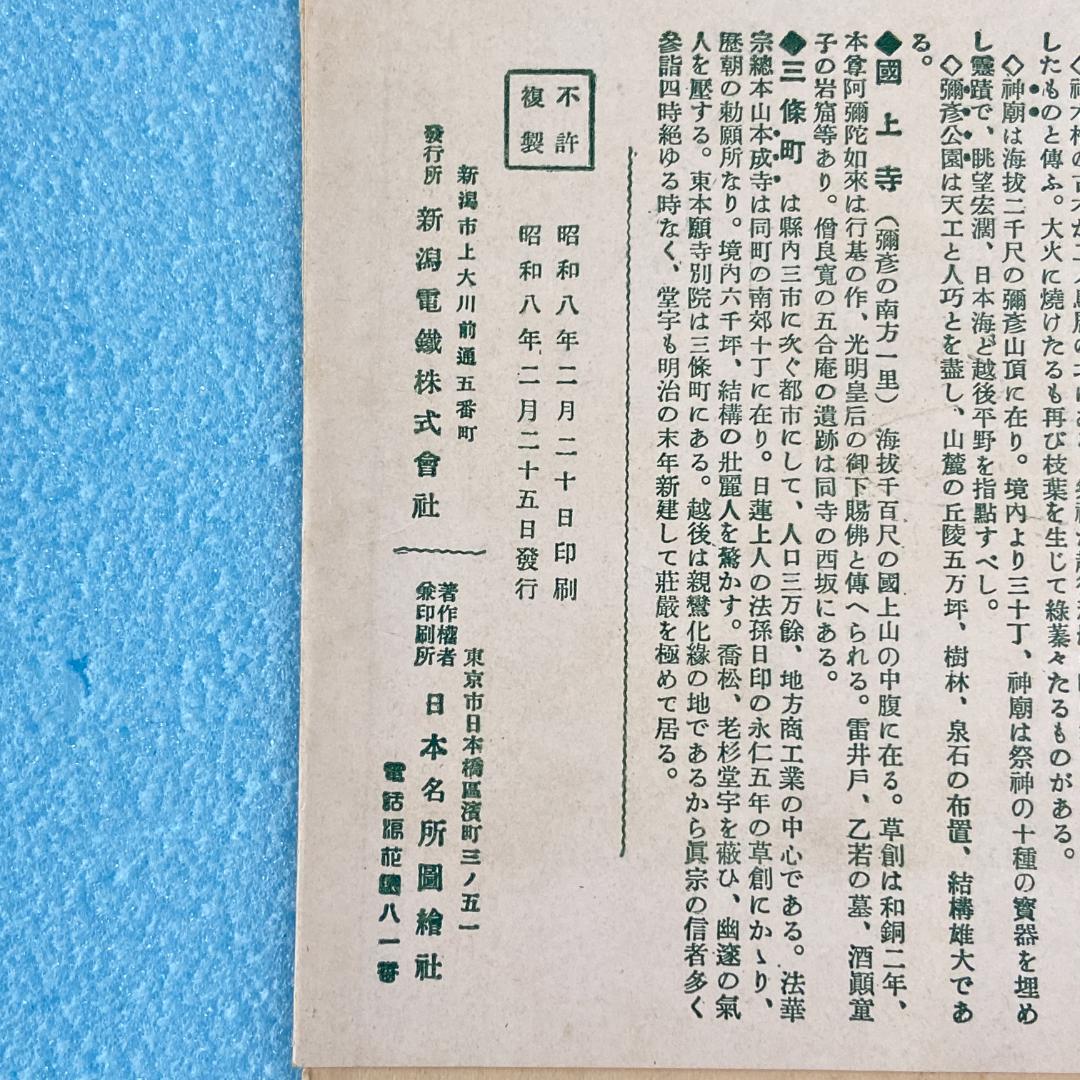 したものと傳ふ。大火に燒けたるも再び枝葉を生じて綠蓁々たるものがある。
◇神廟は海拔二千尺の彌彥山頂に在り。境內より三十丁、神廟は祭神の十種の寶器を埋め
し靈蹟で、眺望宏濶、日本海と越後平野を指點すべし。
◇彌彥公園は天工と人巧とを盡し、山麓の丘陵五万坪、樹林、泉石の布置、結構雄大であ
る。
◆國上寺（彌彥の南方一里）　海拔千百尺の國上山の中腹に在る。草創は和銅二年、
本尊阿彌陀如來は行基の作、光明皇后の御下賜佛と傳へられる。雷井戶、乙若の墓、酒顚童
子の岩窟等あり。僧良寬の五合庵の遺跡は同寺の西坂にある。
◆三條町　は縣內三市に次ぐ都市にして、人口三万餘、地方商工業の中心である。法華
宗總本山本成寺は同町の南郊十丁に在り。日蓮上人の法孫日印の永仁五年の草創にかゝり、
歷朝の勅願所なり。境內六千坪、結構の壯麗人を驚かす。喬松、老杉堂宇を蔽ひ、幽邃の氣
人を壓する。東本願寺別院は三條町にある。越後は親鸞化緣の地であるから眞宗の信者多く
參詣四時絕ゆる時なく、堂宇も明治の末年新建して莊嚴を極めて居る。
不許
複製
昭和八年二月二十日印刷
昭和八年二月二十五日發行
新潟市上大川前通五番町
發行所　新潟電鐵株式會社
東京市日本橋區濱町三ノ五一
著作權者
兼印刷所
日本名所圖繪社
電話浪花八一番